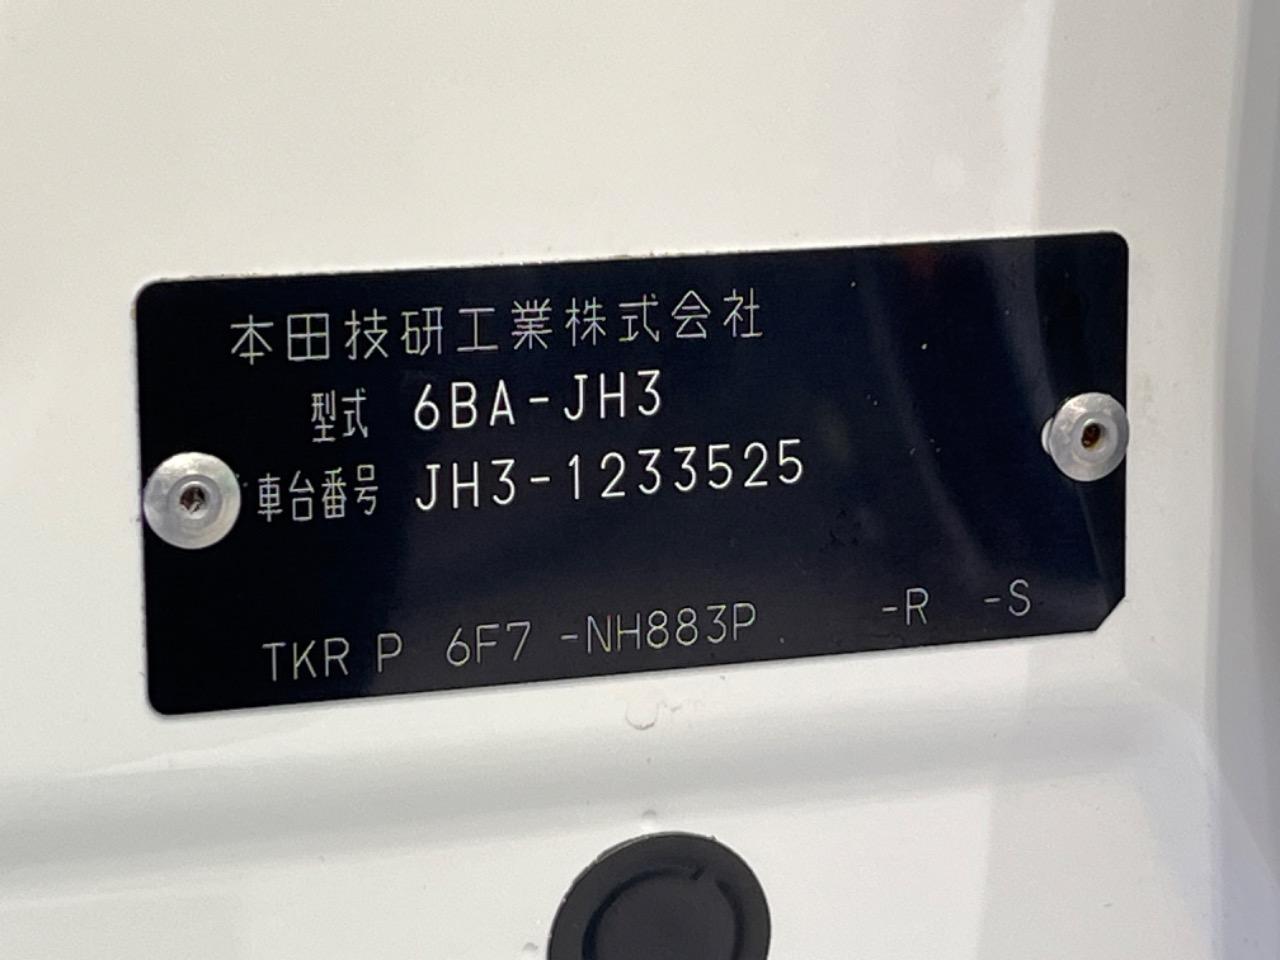 本田技研工業株式会社
型式 6BA-JH3
車台番号 JH3-1233525
TKR P 6F7 -NH883P -R -S